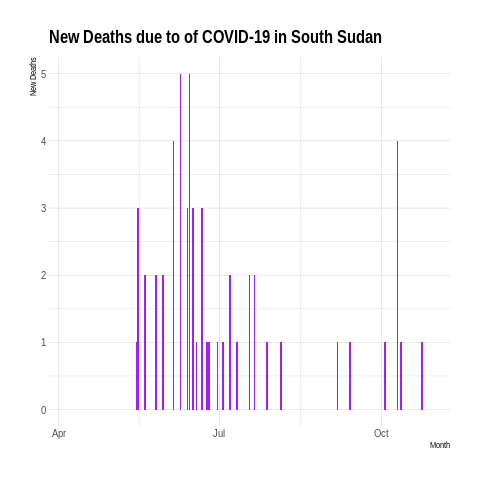 New Deaths due to of COVID-19 in South Sudan
New Deaths
5
4
3
2
1
0
Apr
Jul
Oct
Month